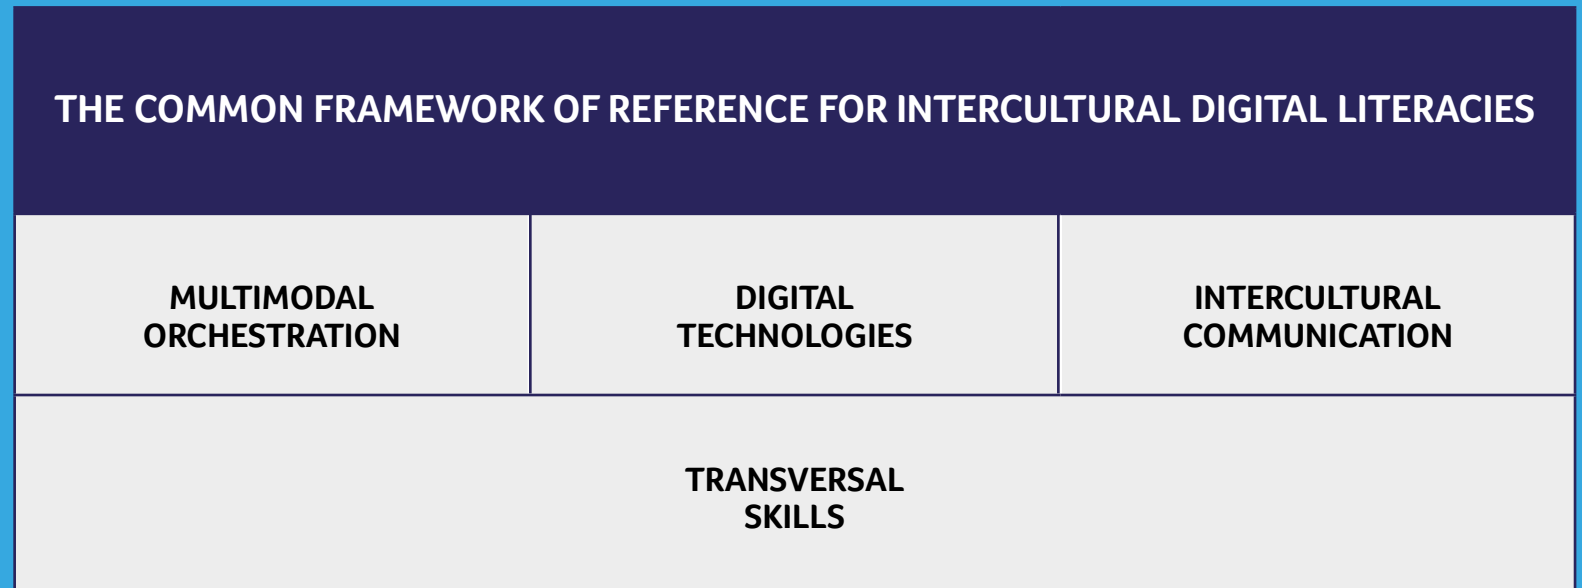 THE COMMON FRAMEWORK OF REFERENCE FOR INTERCULTURAL DIGITAL LITERACIES
MULTIMODAL
ORCHESTRATION
DIGITAL
TECHNOLOGIES
INTERCULTURAL
COMMUNICATION
TRANSVERSAL
SKILLS